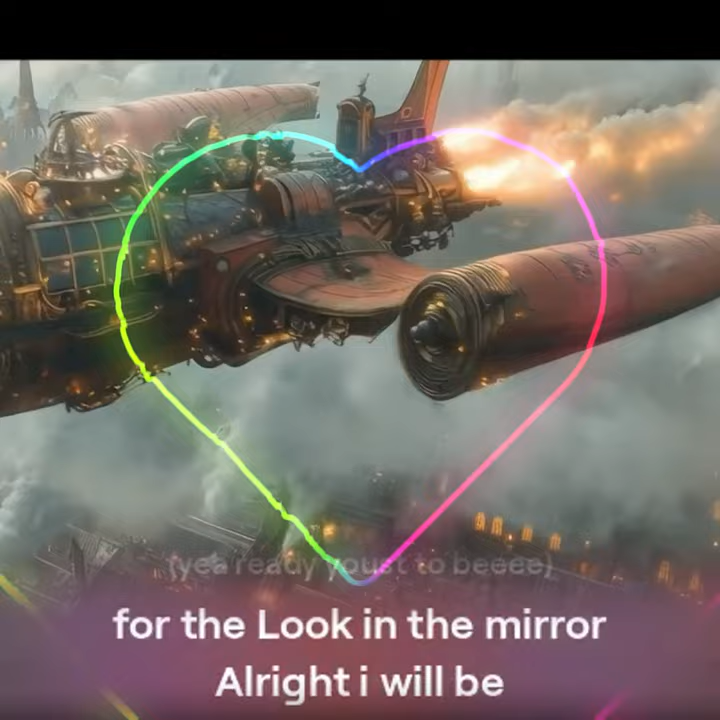 (yea ready youst to beeee)
for the Look in the mirror
Alright i will be